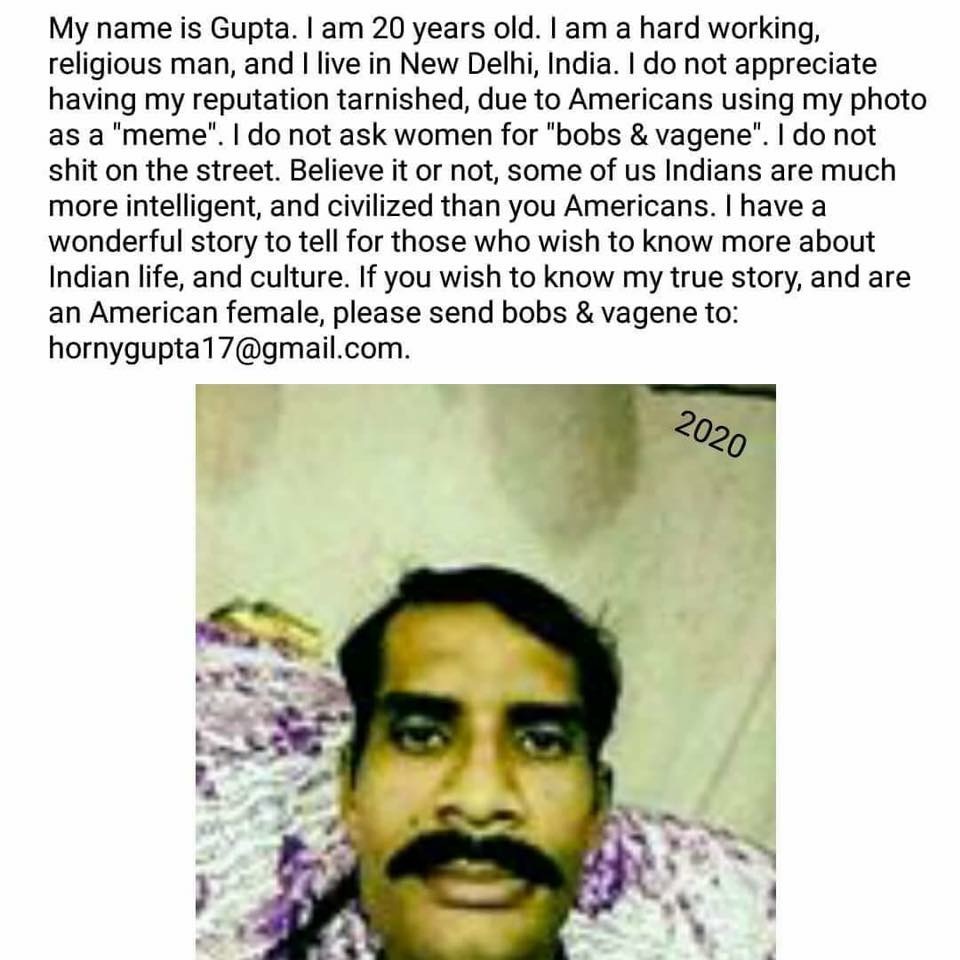 My name is Gupta. I am 20 years old. I am a hard working,
religious man, and I live in New Delhi, India. I do not appreciate
having my reputation tarnished, due to Americans using my photo
as a "meme". I do not ask women for "bobs & vagene". I do not
shit on the street. Believe it or not, some of us Indians are much
more intelligent, and civilized than you Americans. I have a
wonderful story to tell for those who wish to know more about
Indian life, and culture. If you wish to know my true story, and are
an American female, please send bobs & vagene to:
hornygupta17@gmail.com.
2020